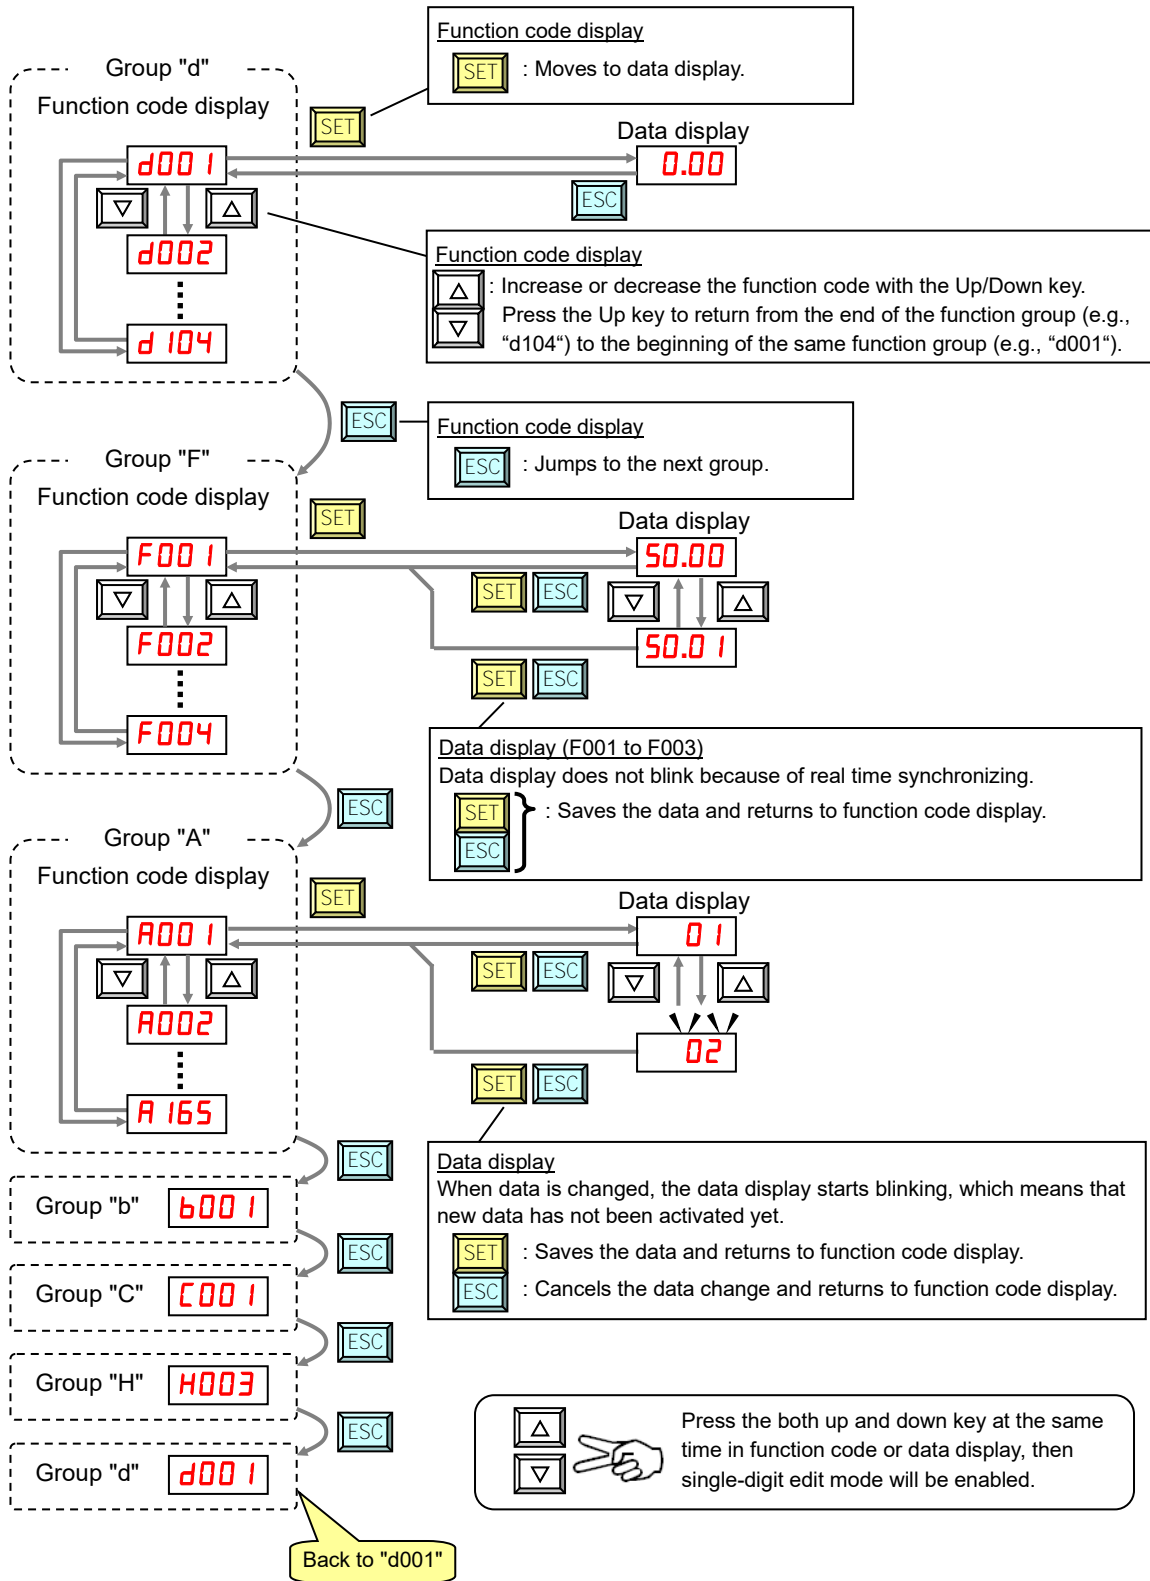 Function code display
SET : Moves to data display.
Group "d"
Function code display
SET
Data display
d001
0.00
ESC
▽ △
d002
d104
Function code display
△ : Increase or decrease the function code with the Up/Down key.
▽ Press the Up key to return from the end of the function group (e.g.,
“d104“) to the beginning of the same function group (e.g., “d001“).
ESC
Function code display
ESC : Jumps to the next group.
Group "F"
Function code display
SET
Data display
F001
50.00
SET ESC
▽ △
▽ △
F002
50.01
SET ESC
F004
Data display (F001 to F003)
Data display does not blink because of real time synchronizing.
SET } : Saves the data and returns to function code display.
ESC
ESC
Group "A"
Function code display
SET
Data display
A001
01
SET ESC
▽ △
▽ △
A002
02
SET ESC
A165
ESC
Data display
When data is changed, the data display starts blinking, which means that
new data has not been activated yet.
SET : Saves the data and returns to function code display.
ESC : Cancels the data change and returns to function code display.
Group "b" b001
ESC
Group "C" C001
ESC
Group "H" H003
ESC
Group "d" d001
Back to "d001"
△ ▽
Press the both up and down key at the same
time in function code or data display, then
single-digit edit mode will be enabled.